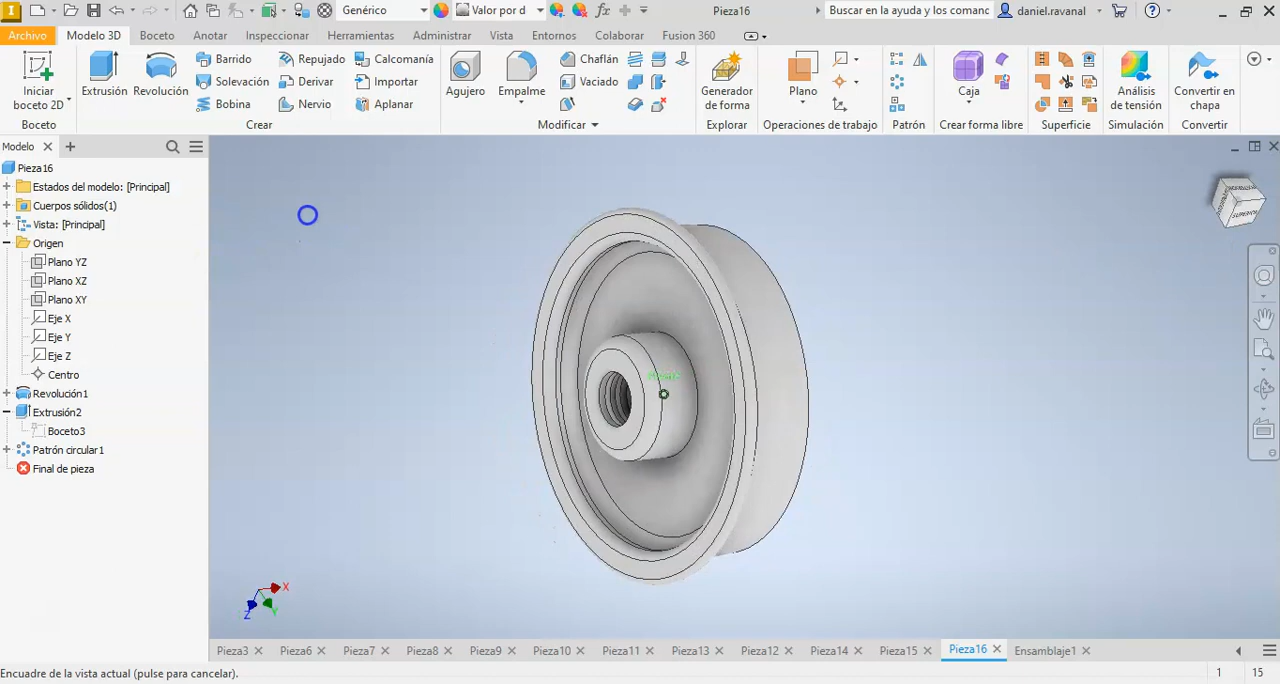 Genérico
Valor por d
Pieza16
Buscar en la ayuda y los comanc
daniel.ravanal
Archivo
Modelo 3D
Boceto
Anotar
Inspeccionar
Herramientas
Administrar
Vista
Entornos
Colaborar
Fusion 360
Iniciar
boceto 2D
Extrusión
Revolución
Barrido
Solevación
Bobina
Repujado
Derivar
Nervio
Calcomanía
Importar
Aplanar
Agujero
Empalme
Chaflán
Vaciado
Generador
de forma
Plano
Caja
Análisis
de tensión
Convertir en
chapa
Boceto
Crear
Modificar
Explorar
Operaciones de trabajo
Patrón
Crear forma libre
Superficie
Simulación
Convertir
Modelo
Pieza16
Estados del modelo: [Principal]
Cuerpos sólidos(1)
Vista: [Principal]
Origen
Plano YZ
Plano XZ
Plano XY
Eje X
Eje Y
Eje Z
Centro
Revolución1
Extrusión2
Boceto3
Patrón circular1
Final de pieza
X
Y
Z
Pieza3
Pieza6
Pieza7
Pieza8
Pieza9
Pieza10
Pieza11
Pieza13
Pieza12
Pieza14
Pieza15
Pieza16
Ensamblaje1
Encuadre de la vista actual (pulse para cancelar).
1
15